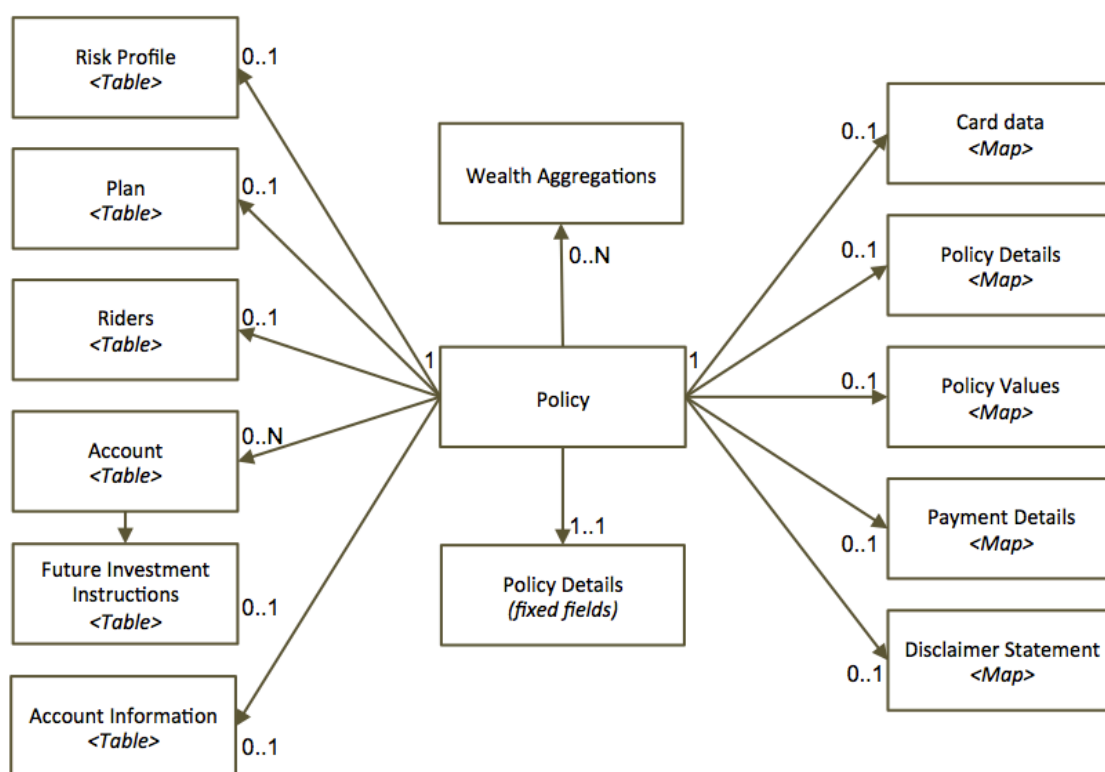 Risk Profile
<Table>
0..1
Plan
<Table>
0..1
Riders
<Table>
0..1
Account
<Table>
0..N
Future Investment
Instructions
<Table>
0..1
Account Information
<Table>
0..1
Wealth Aggregations
0..N
1
Policy
1
1..1
Policy Details
(fixed fields)
Card data
<Map>
0..1
Policy Details
<Map>
0..1
Policy Values
<Map>
0..1
Payment Details
<Map>
0..1
Disclaimer Statement
<Map>
0..1